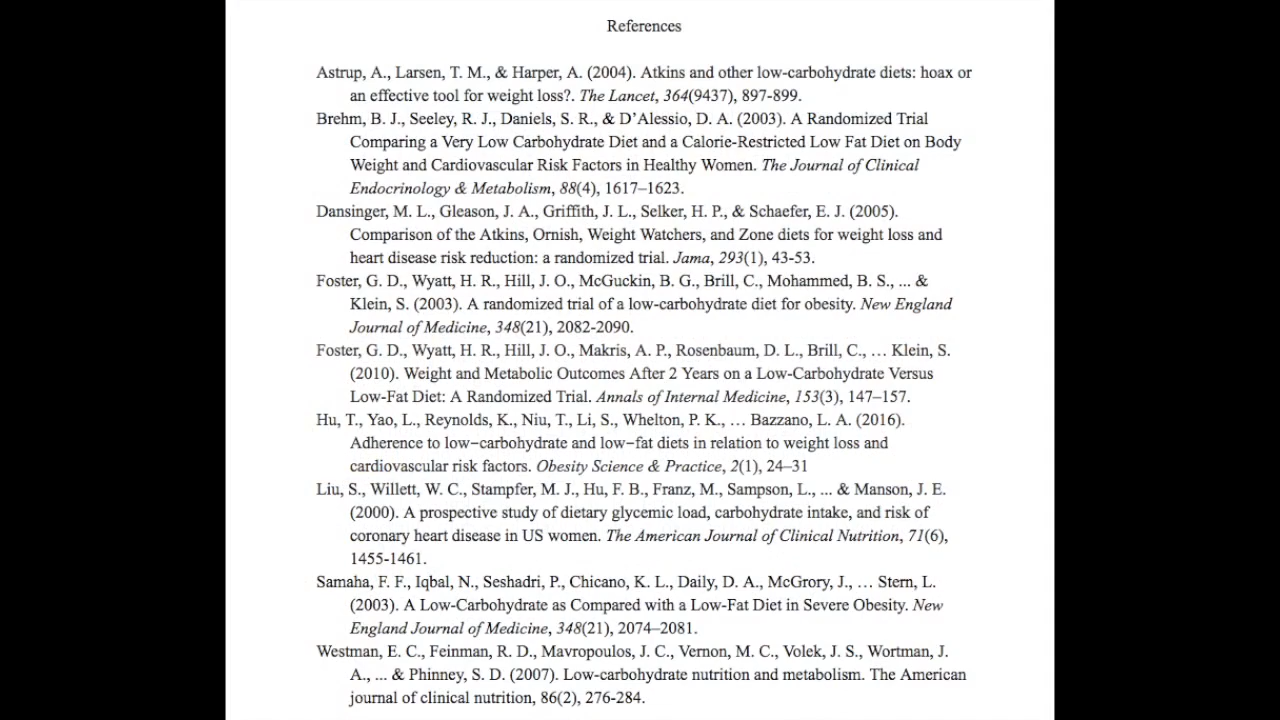 References
Astrup, A., Larsen, T. M., & Harper, A. (2004). Atkins and other low-carbohydrate diets: hoax or
an effective tool for weight loss?. The Lancet, 364(9437), 897-899.
Brehm, B. J., Seeley, R. J., Daniels, S. R., & D’Alessio, D. A. (2003). A Randomized Trial
Comparing a Very Low Carbohydrate Diet and a Calorie-Restricted Low Fat Diet on Body
Weight and Cardiovascular Risk Factors in Healthy Women. The Journal of Clinical
Endocrinology & Metabolism, 88(4), 1617–1623.
Dansinger, M. L., Gleason, J. A., Griffith, J. L., Selker, H. P., & Schaefer, E. J. (2005).
Comparison of the Atkins, Ornish, Weight Watchers, and Zone diets for weight loss and
heart disease risk reduction: a randomized trial. Jama, 293(1), 43-53.
Foster, G. D., Wyatt, H. R., Hill, J. O., McGuckin, B. G., Brill, C., Mohammed, B. S., ... &
Klein, S. (2003). A randomized trial of a low-carbohydrate diet for obesity. New England
Journal of Medicine, 348(21), 2082-2090.
Foster, G. D., Wyatt, H. R., Hill, J. O., Makris, A. P., Rosenbaum, D. L., Brill, C., … Klein, S.
(2010). Weight and Metabolic Outcomes After 2 Years on a Low-Carbohydrate Versus
Low-Fat Diet: A Randomized Trial. Annals of Internal Medicine, 153(3), 147–157.
Hu, T., Yao, L., Reynolds, K., Niu, T., Li, S., Whelton, P. K., … Bazzano, L. A. (2016).
Adherence to low−carbohydrate and low−fat diets in relation to weight loss and
cardiovascular risk factors. Obesity Science & Practice, 2(1), 24–31
Liu, S., Willett, W. C., Stampfer, M. J., Hu, F. B., Franz, M., Sampson, L., ... & Manson, J. E.
(2000). A prospective study of dietary glycemic load, carbohydrate intake, and risk of
coronary heart disease in US women. The American Journal of Clinical Nutrition, 71(6),
1455-1461.
Samaha, F. F., Iqbal, N., Seshadri, P., Chicano, K. L., Daily, D. A., McGrory, J., … Stern, L.
(2003). A Low-Carbohydrate as Compared with a Low-Fat Diet in Severe Obesity. New
England Journal of Medicine, 348(21), 2074–2081.
Westman, E. C., Feinman, R. D., Mavropoulos, J. C., Vernon, M. C., Volek, J. S., Wortman, J.
A., ... & Phinney, S. D. (2007). Low-carbohydrate nutrition and metabolism. The American
journal of clinical nutrition, 86(2), 276-284.